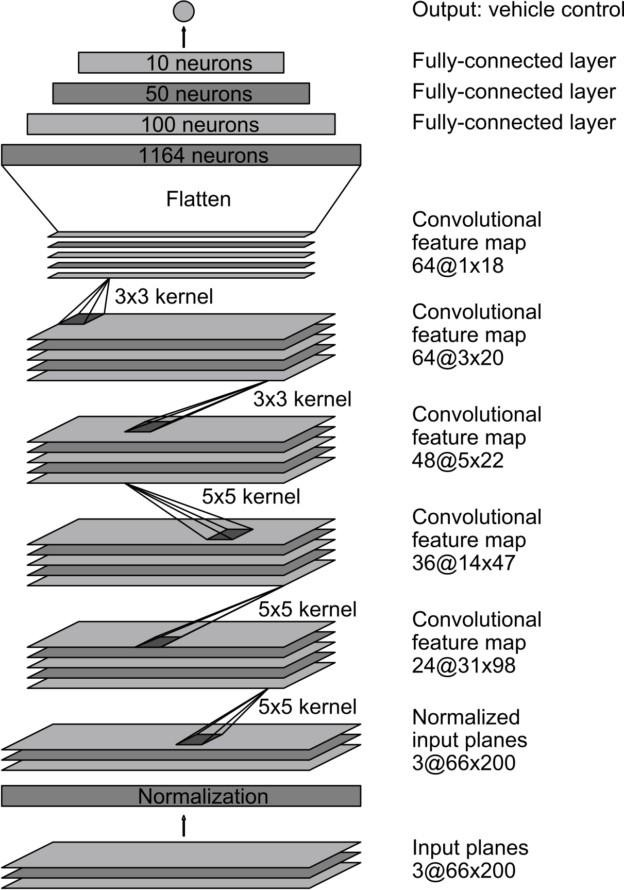 Output: vehicle control
10 neurons
Fully-connected layer
50 neurons
Fully-connected layer
100 neurons
Fully-connected layer
1164 neurons
Flatten
Convolutional
feature map
64@1x18
3x3 kernel
Convolutional
feature map
64@3x20
3x3 kernel
Convolutional
feature map
48@5x22
5x5 kernel
Convolutional
feature map
36@14x47
5x5 kernel
Convolutional
feature map
24@31x98
5x5 kernel
Normalized
input planes
3@66x200
Normalization
Input planes
3@66x200